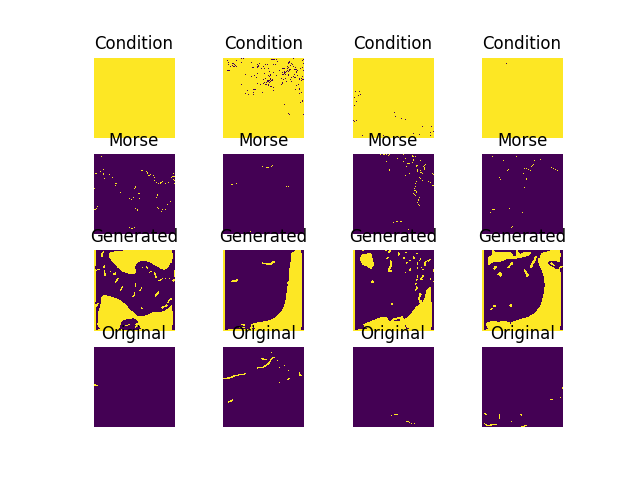 Condition Condition Condition Condition
Morse Morse Morse Morse
Generated Generated Generated Generated
Original Original Original Original